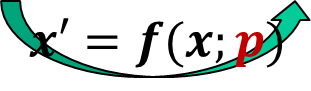 x′ = f(x; p)